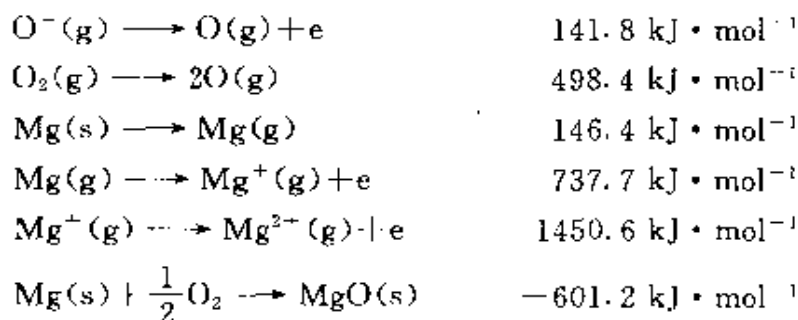 O⁻(g) ⟶ O(g)+e 141.8 kJ • mol⁻¹
O₂(g) ⟶ 2O(g) 498.4 kJ • mol⁻¹
Mg(s) ⟶ Mg(g) 146.4 kJ • mol⁻¹
Mg(g) ⟶ Mg⁺(g)+e 737.7 kJ • mol⁻¹
Mg⁺(g) ⟶ Mg²⁺(g)+e 1450.6 kJ • mol⁻¹
Mg(s)+1/2 O₂ ⟶ MgO(s) −601.2 kJ • mol⁻¹